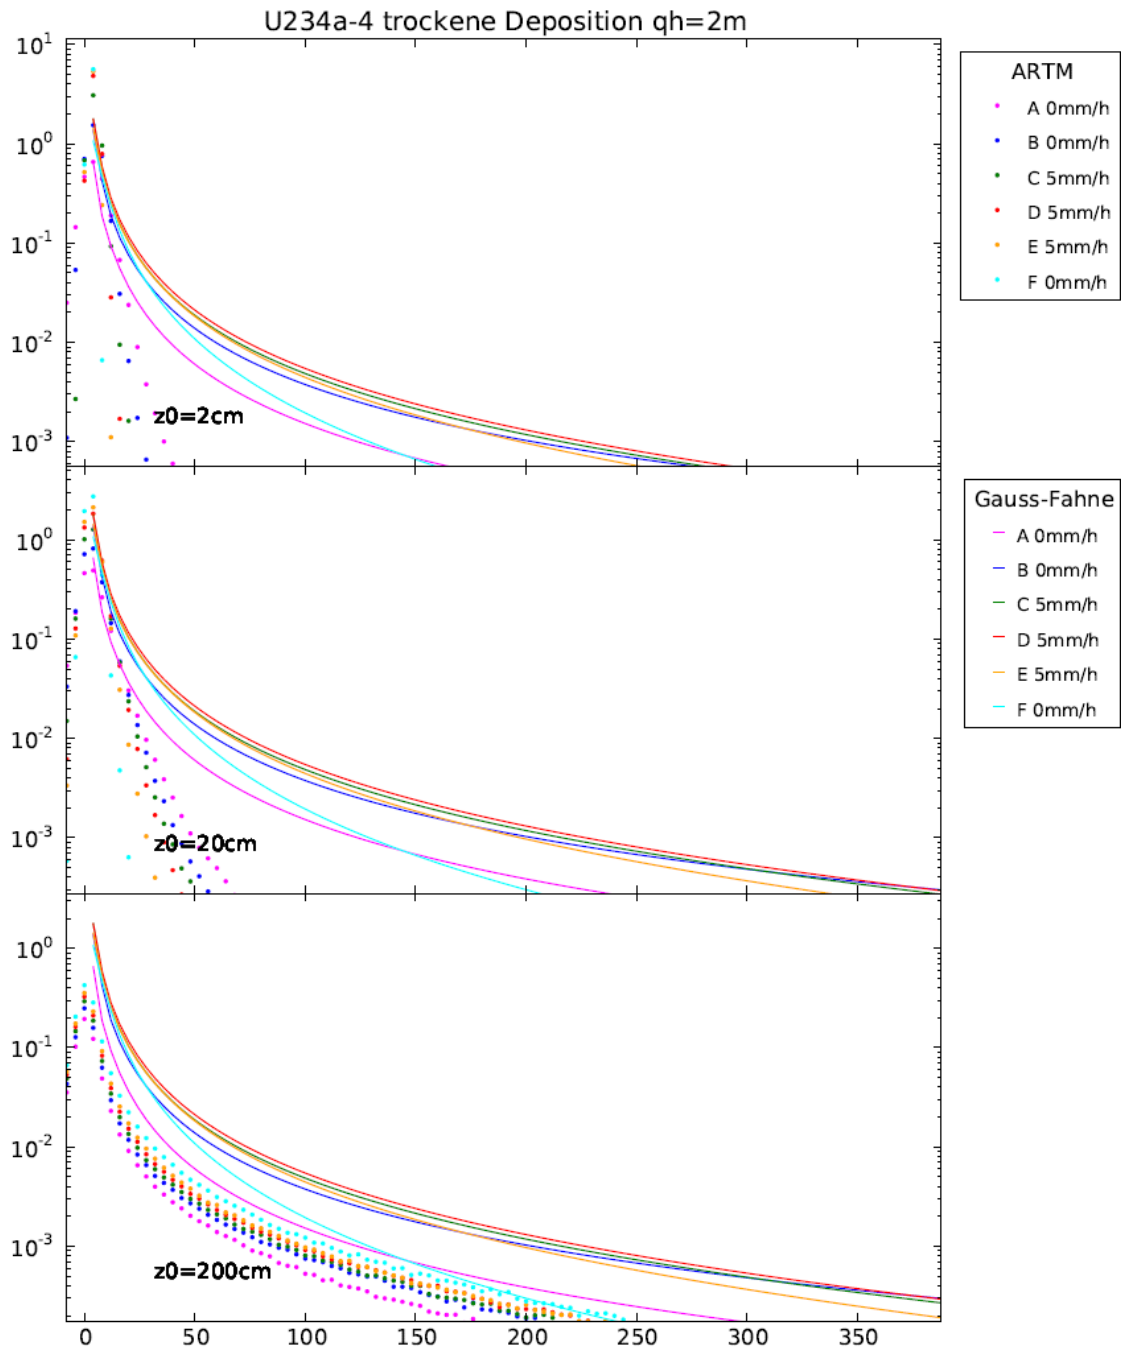 U234a-4 trockene Deposition qh=2m
10^1
10^0
10^-1
10^-2
10^-3
z0=2cm
ARTM
A 0mm/h
B 0mm/h
C 5mm/h
D 5mm/h
E 5mm/h
F 0mm/h
10^0
10^-1
10^-2
10^-3
z0=20cm
Gauss-Fahne
A 0mm/h
B 0mm/h
C 5mm/h
D 5mm/h
E 5mm/h
F 0mm/h
10^0
10^-1
10^-2
10^-3
z0=200cm
0 50 100 150 200 250 300 350